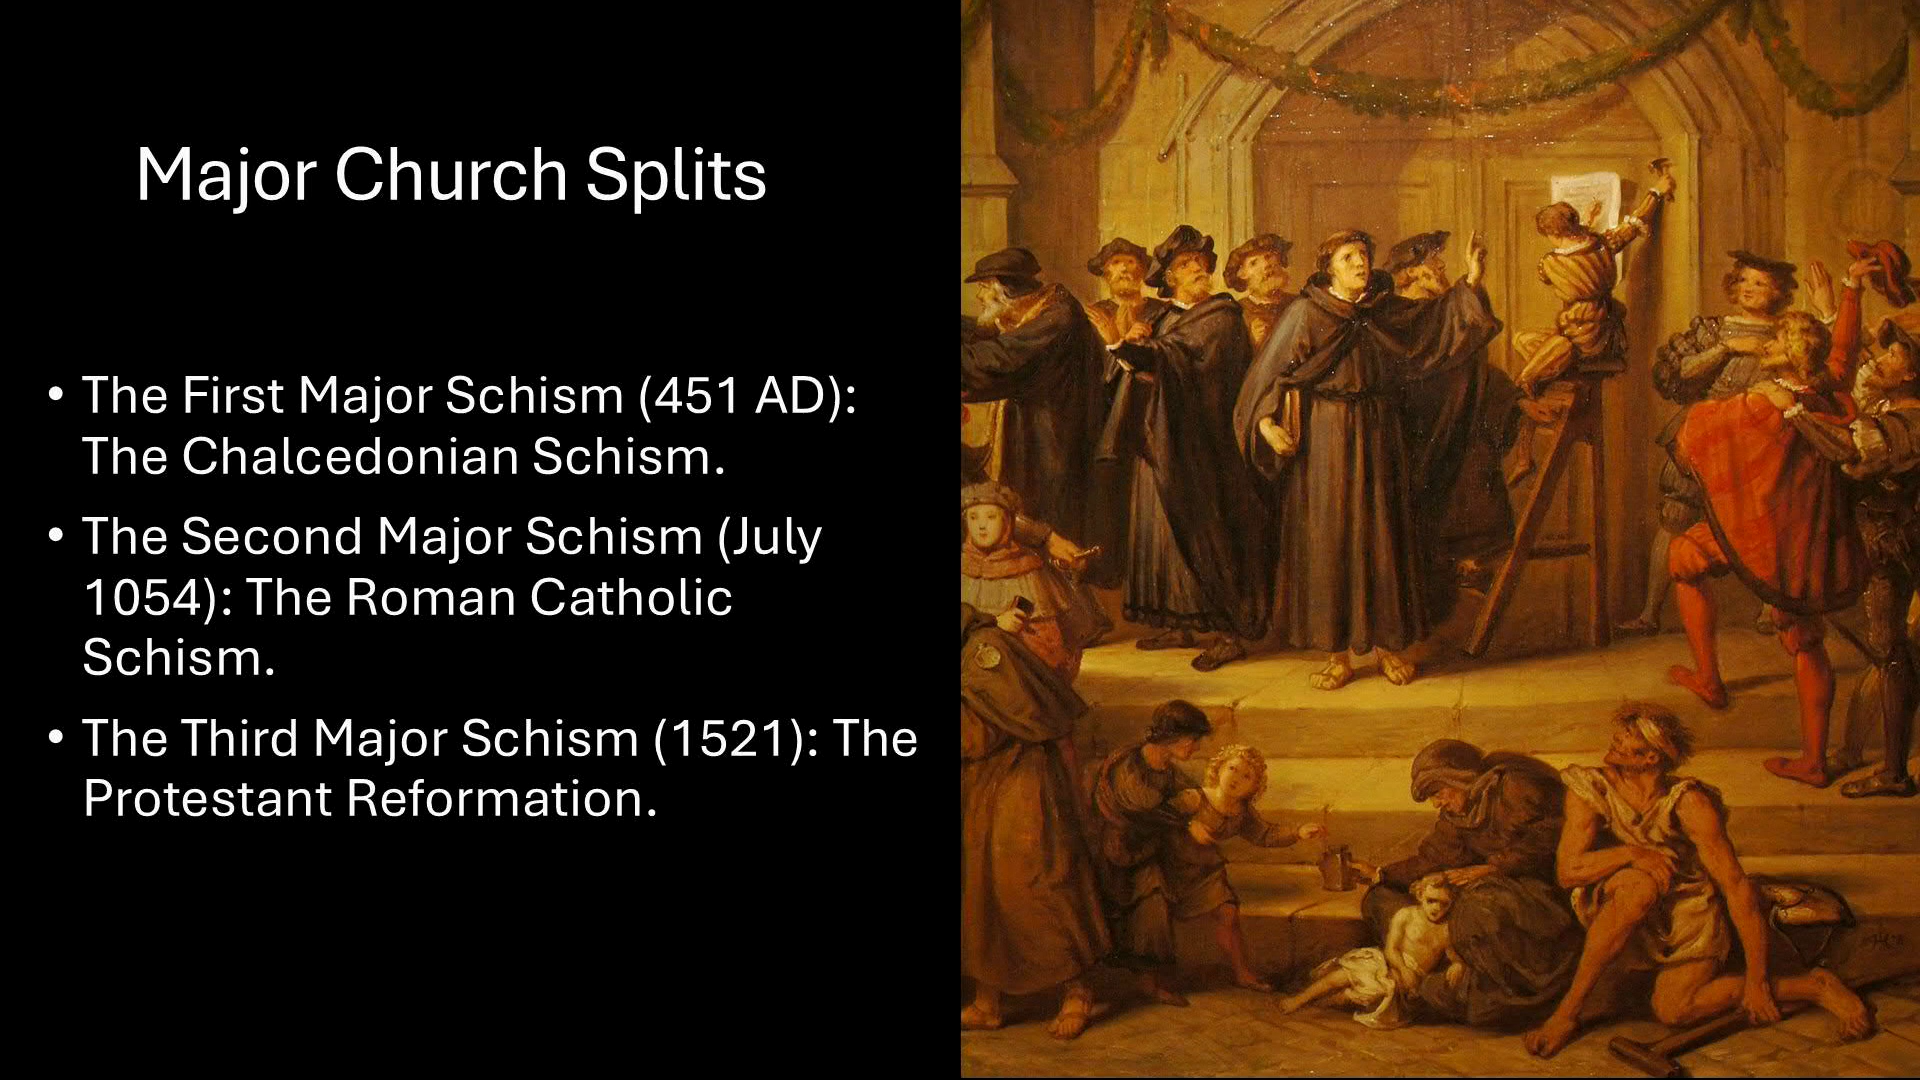 Major Church Splits
• The First Major Schism (451 AD):
The Chalcedonian Schism.
• The Second Major Schism (July
1054): The Roman Catholic
Schism.
• The Third Major Schism (1521): The
Protestant Reformation.